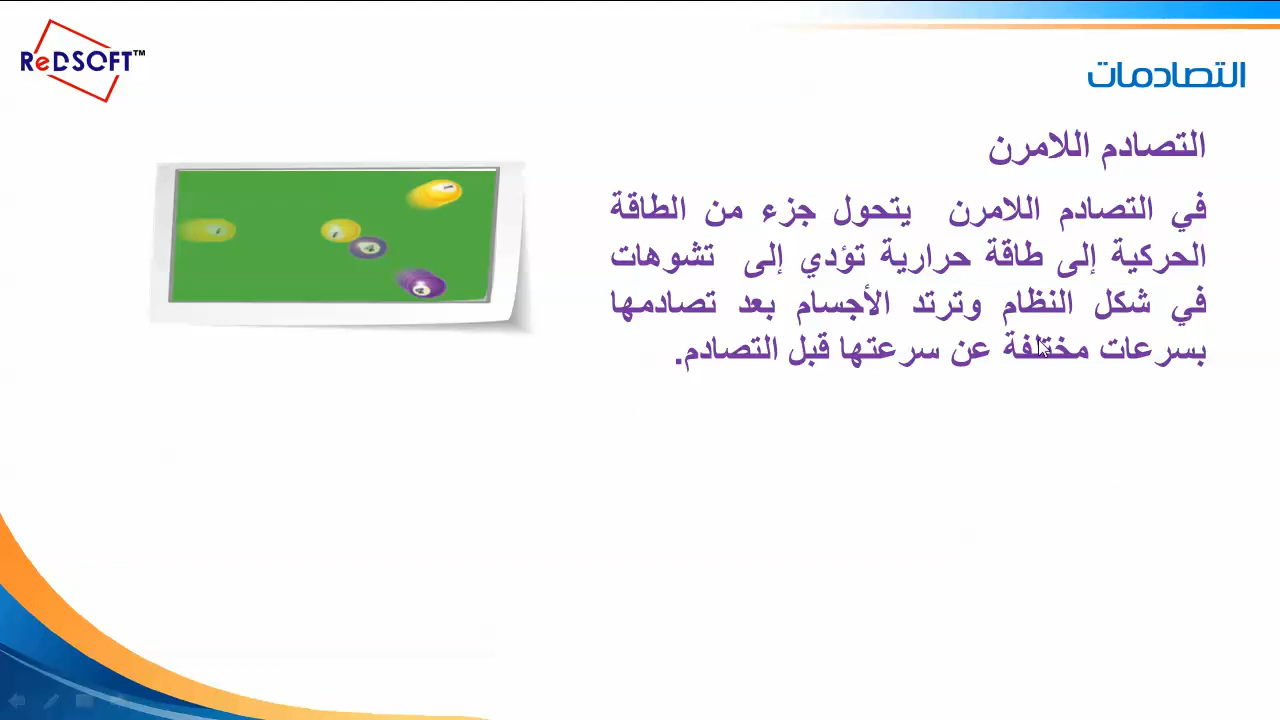 ReDSOFT™
التصادمات
التصادم اللامرن
في التصادم اللامرن يتحول جزء من الطاقة
الحركية إلى طاقة حرارية تؤدي إلى تشوهات
في شكل النظام وترتد الأجسام بعد تصادمها
بسرعات مختلفة عن سرعتها قبل التصادم.